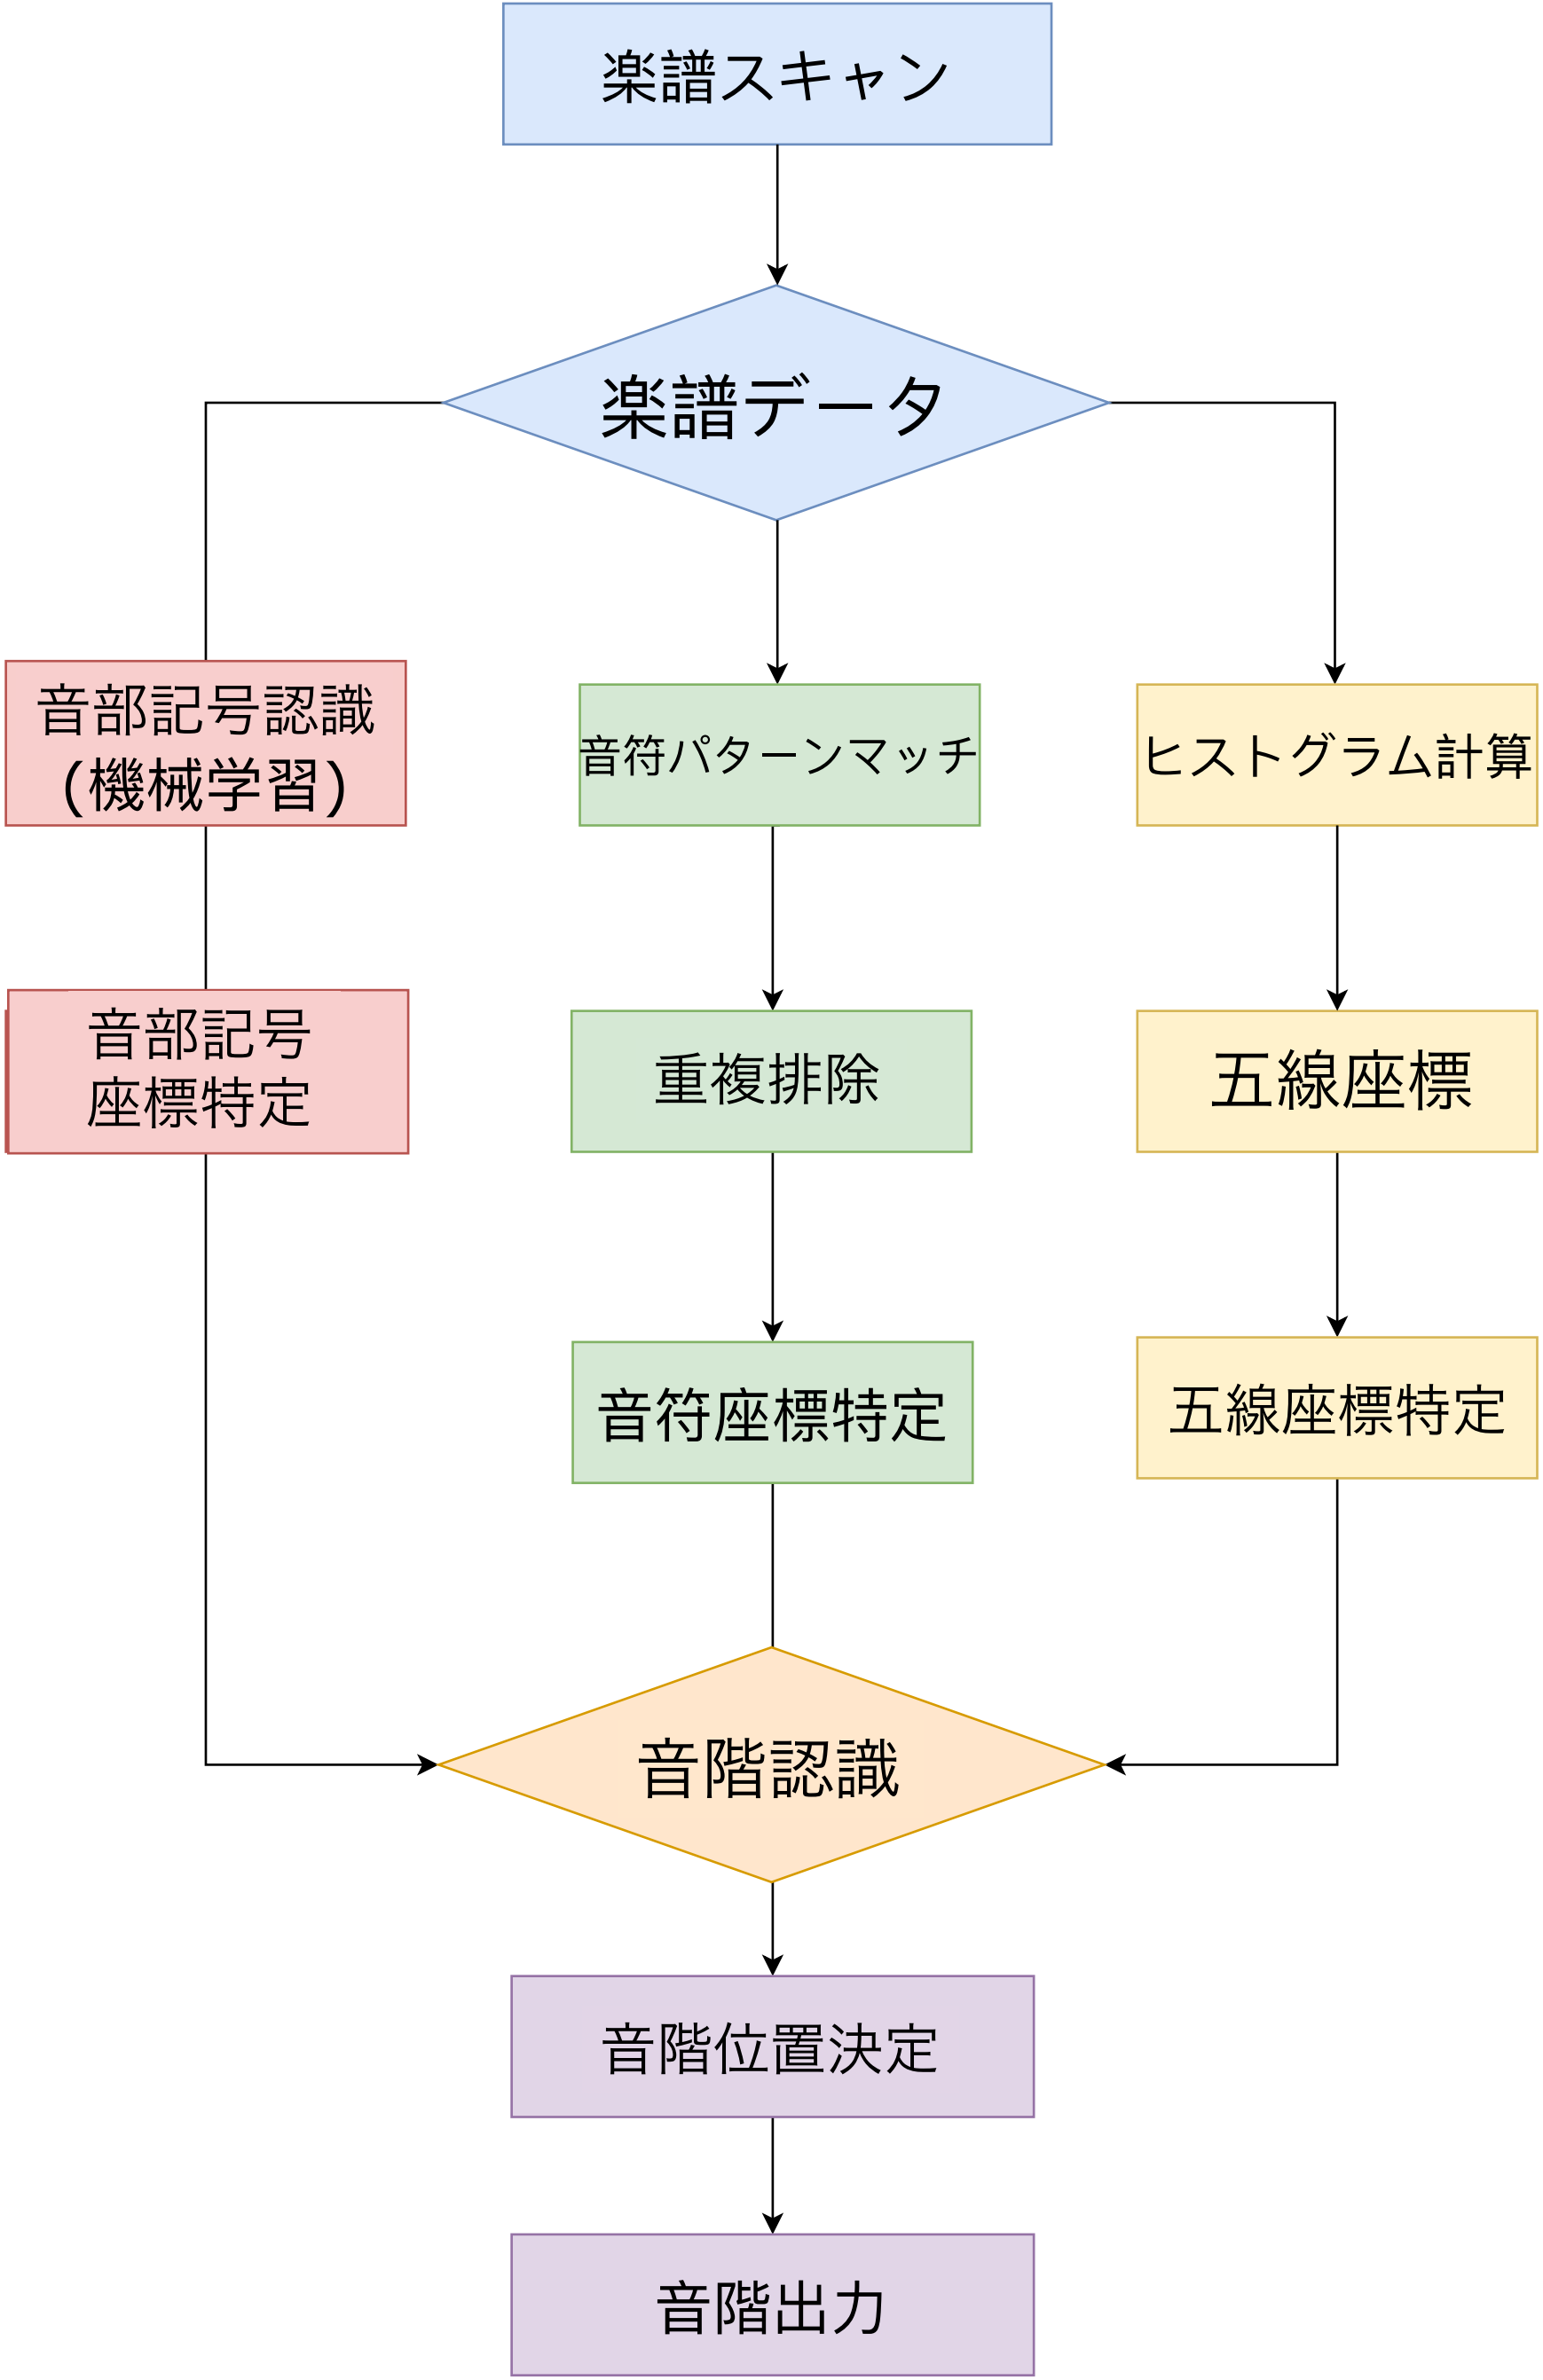 楽譜スキャン
楽譜データ
音部記号認識
(機械学習)
音符パターンマッチ
ヒストグラム計算
音部記号
座標特定
重複排除
五線座標
音符座標特定
五線座標特定
音階認識
音階位置決定
音階出力